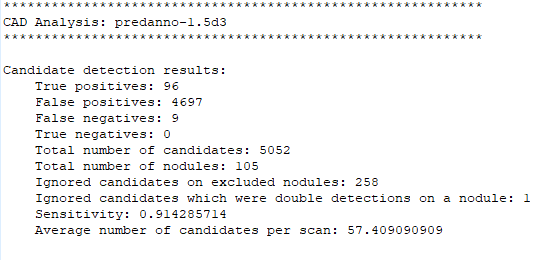 ************************************************************
CAD Analysis: predanno-1.5d3
************************************************************
Candidate detection results:
True positives: 96
False positives: 4697
False negatives: 9
True negatives: 0
Total number of candidates: 5052
Total number of nodules: 105
Ignored candidates on excluded nodules: 258
Ignored candidates which were double detections on a nodule: 1
Sensitivity: 0.914285714
Average number of candidates per scan: 57.409090909